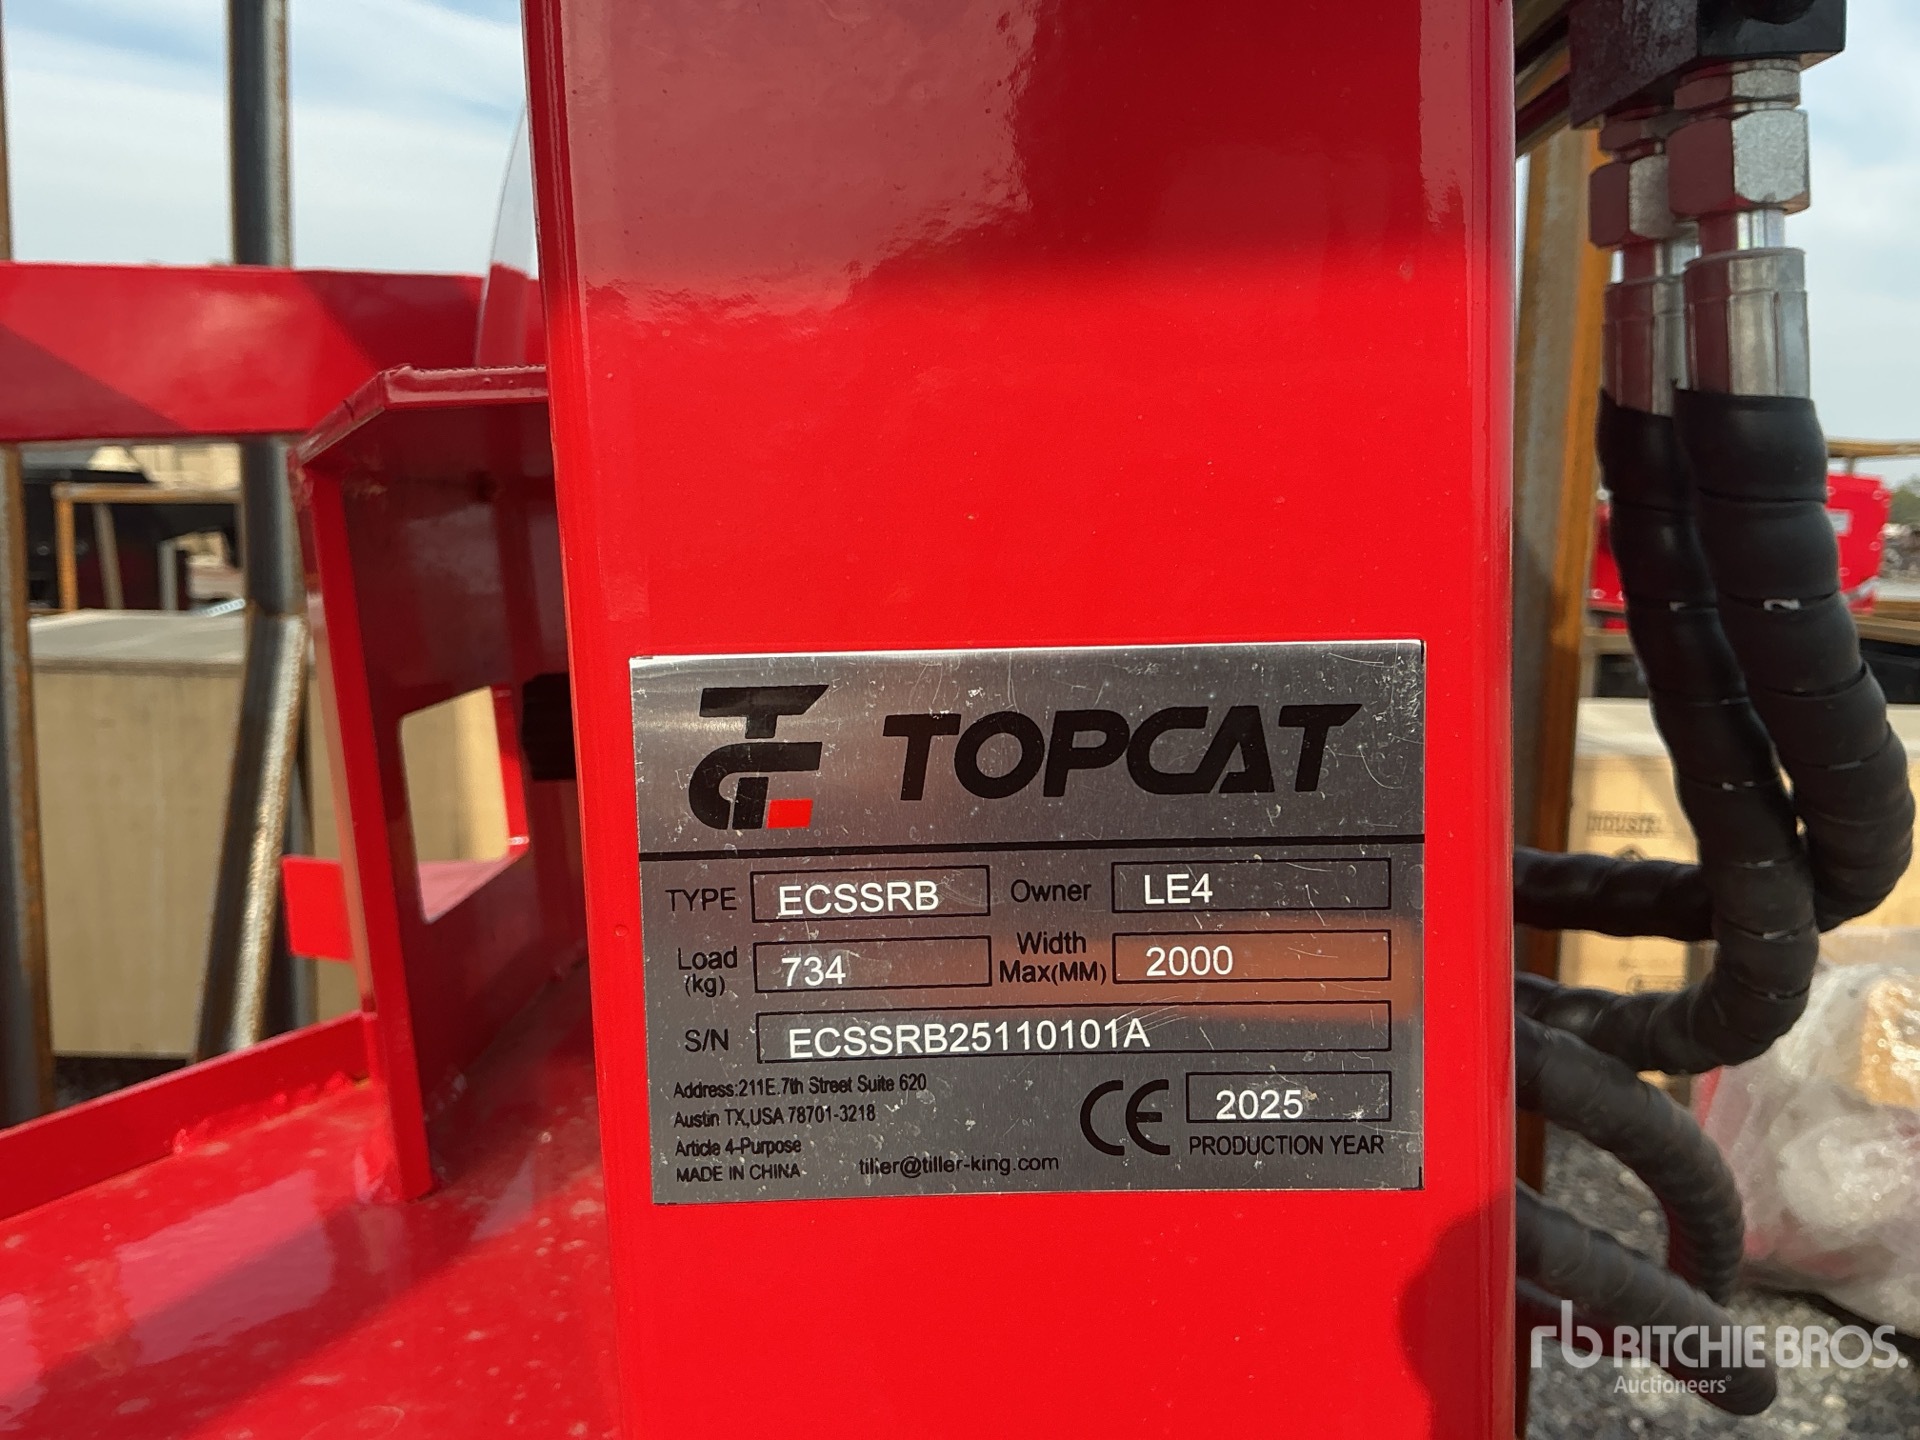 TOPCAT
TYPE ECSSRB Owner LE4
Load (kg) 734 Width Max(MM) 2000
S/N ECSSRB25110101A
Address:211E.7th Street Suite 620
Austin TX,USA 78701-3218
Article 4-Purpose
MADE IN CHINA tiller@tiller-king.com
CE 2025
PRODUCTION YEAR
INDUSTR
rb RITCHIE BROS.
Auctioneers